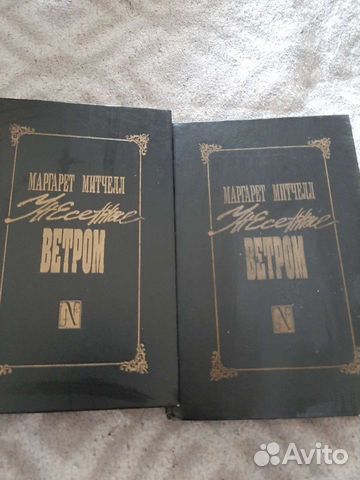 МАРГАРЕТ МИТЧЕЛЛ
Унесенные
ВЕТРОМ
N
МАРГАРЕТ МИТЧЕЛЛ
Унесенные
ВЕТРОМ
N
Avito